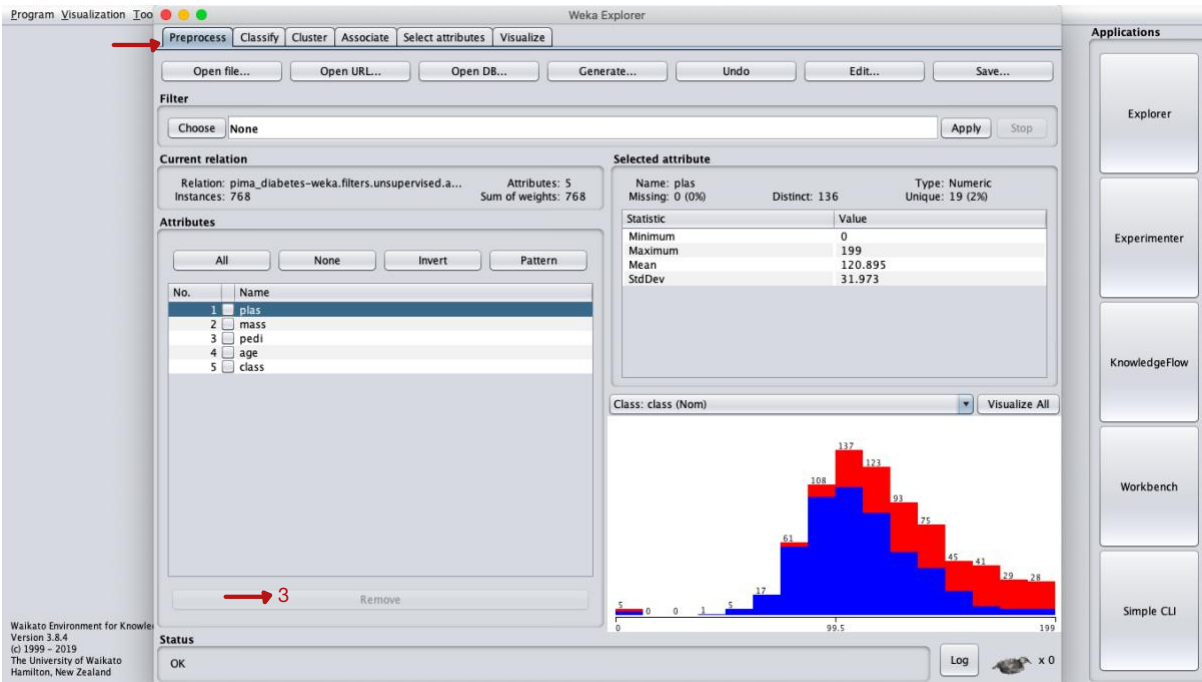 Program Visualization Too
Weka Explorer
Applications
Preprocess Classify Cluster Associate Select attributes Visualize
Open file... Open URL... Open DB... Generate... Undo Edit... Save...
Filter
Choose None Apply Stop
Current relation
Relation: pima_diabetes-weka.filters.unsupervised.a... Attributes: 5
Instances: 768 Sum of weights: 768
Attributes
All None Invert Pattern
No. Name
1 plas
2 mass
3 pedi
4 age
5 class
3 Remove
Selected attribute
Name: plas Type: Numeric
Missing: 0 (0%) Distinct: 136 Unique: 19 (2%)
Statistic Value
Minimum 0
Maximum 199
Mean 120.895
StdDev 31.973
Class: class (Nom) Visualize All
137
123
108
93
75
61
45 41
29 28
17
5 0 0 1 5
0 99.5 199
Explorer
Experimenter
KnowledgeFlow
Workbench
Simple CLI
Waikato Environment for Knowle
Version 3.8.4
(c) 1999 - 2019
The University of Waikato
Hamilton, New Zealand
Status
OK Log x 0